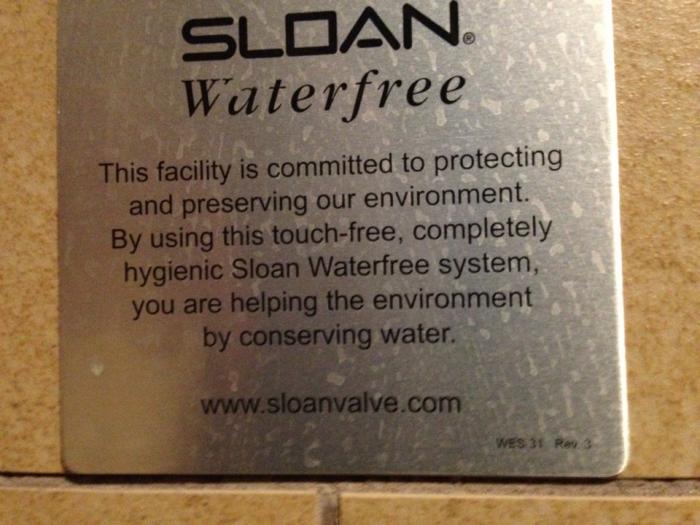 SLOAN®
Waterfree
This facility is committed to protecting
and preserving our environment.
By using this touch-free, completely
hygienic Sloan Waterfree system,
you are helping the environment
by conserving water.
www.sloanvalve.com
WES 31 Rev. 3